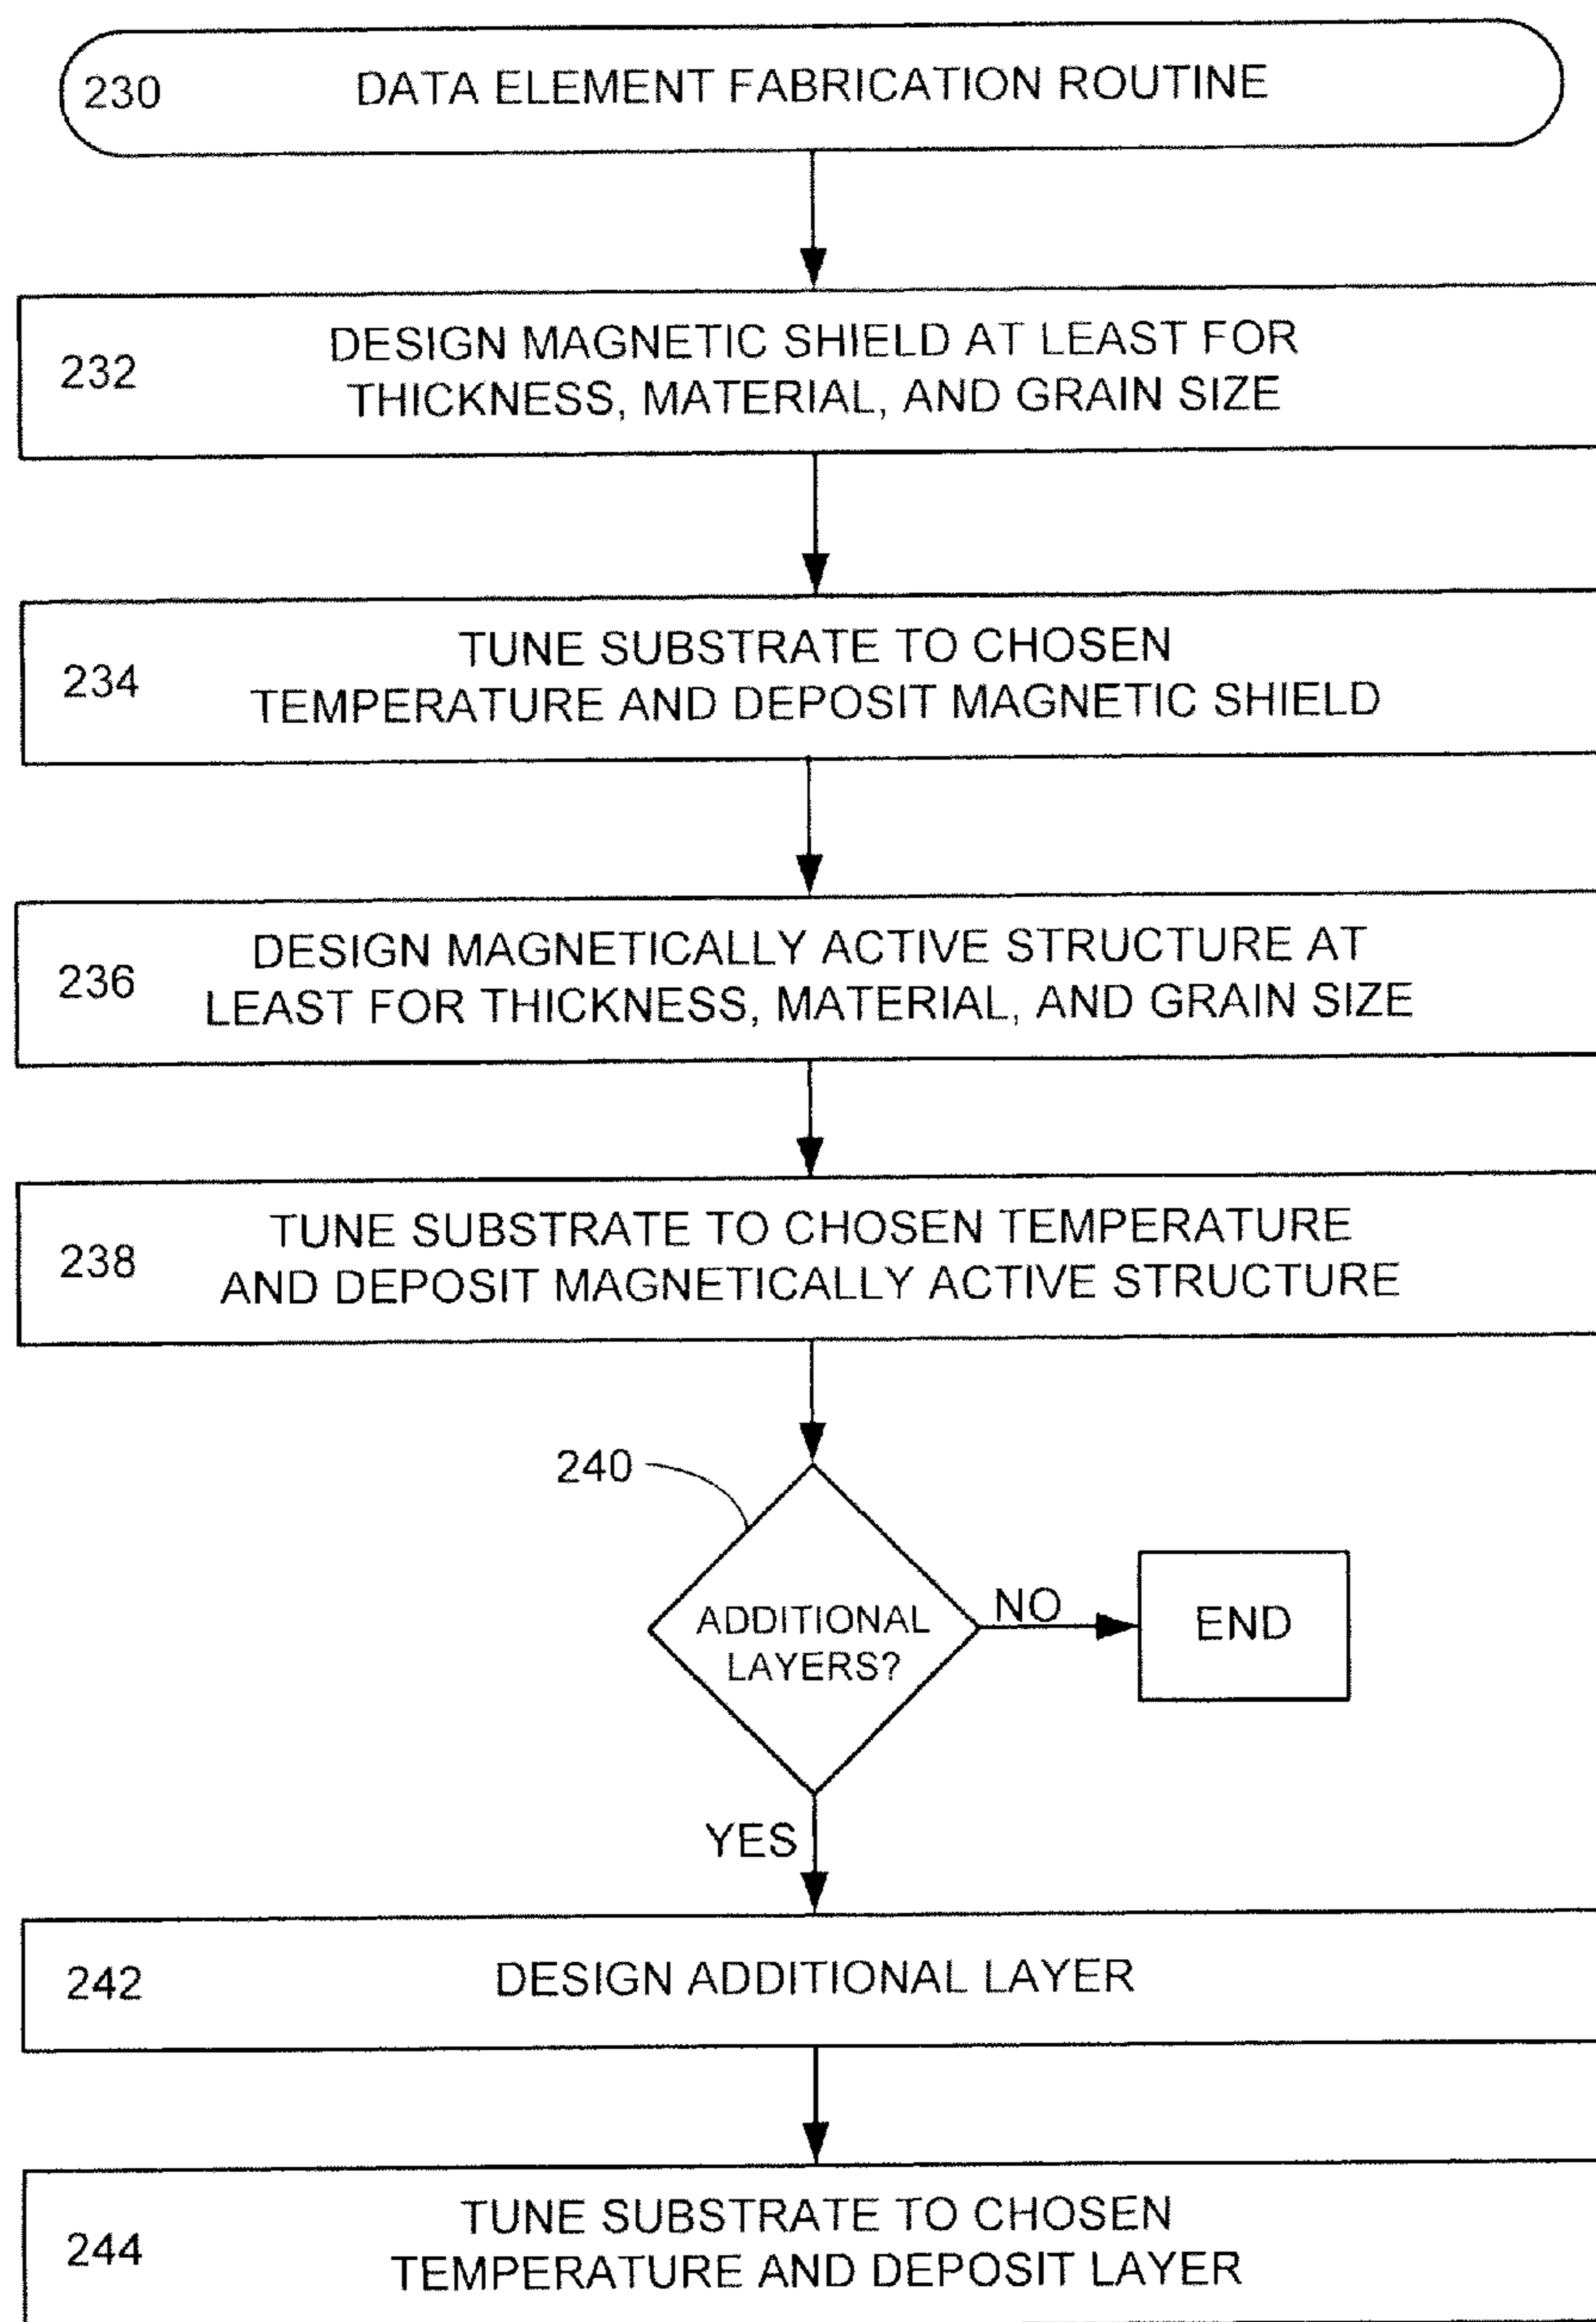 230 DATA ELEMENT FABRICATION ROUTINE
232 DESIGN MAGNETIC SHIELD AT LEAST FOR
THICKNESS, MATERIAL, AND GRAIN SIZE
234 TUNE SUBSTRATE TO CHOSEN
TEMPERATURE AND DEPOSIT MAGNETIC SHIELD
236 DESIGN MAGNETICALLY ACTIVE STRUCTURE AT
LEAST FOR THICKNESS, MATERIAL, AND GRAIN SIZE
238 TUNE SUBSTRATE TO CHOSEN TEMPERATURE
AND DEPOSIT MAGNETICALLY ACTIVE STRUCTURE
240
ADDITIONAL
LAYERS?
NO
END
YES
242 DESIGN ADDITIONAL LAYER
244 TUNE SUBSTRATE TO CHOSEN
TEMPERATURE AND DEPOSIT LAYER